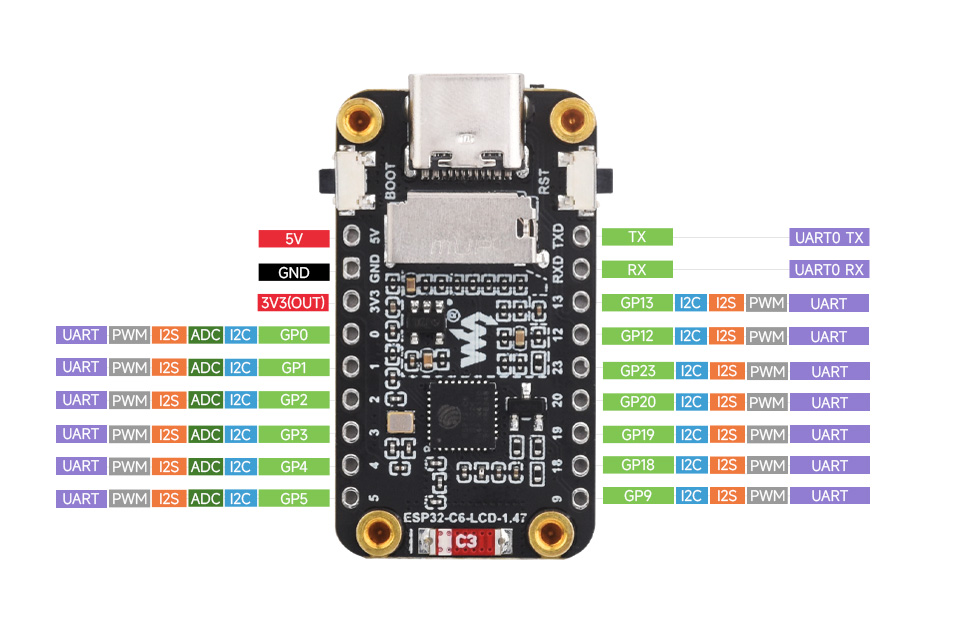 BOOT
RST
5V 5V TXD TX UART0 TX
GND GND RXD RX UART0 RX
3V3(OUT) 3V3 13 GP13 I2C I2S PWM UART
UART PWM I2S ADC I2C GP0 0 12 GP12 I2C I2S PWM UART
UART PWM I2S ADC I2C GP1 1 23 GP23 I2C I2S PWM UART
UART PWM I2S ADC I2C GP2 2 20 GP20 I2C I2S PWM UART
UART PWM I2S ADC I2C GP3 3 19 GP19 I2C I2S PWM UART
UART PWM I2S ADC I2C GP4 4 18 GP18 I2C I2S PWM UART
UART PWM I2S ADC I2C GP5 5 9 GP9 I2C I2S PWM UART
®
ESP32-C6-LCD-1.47
C3